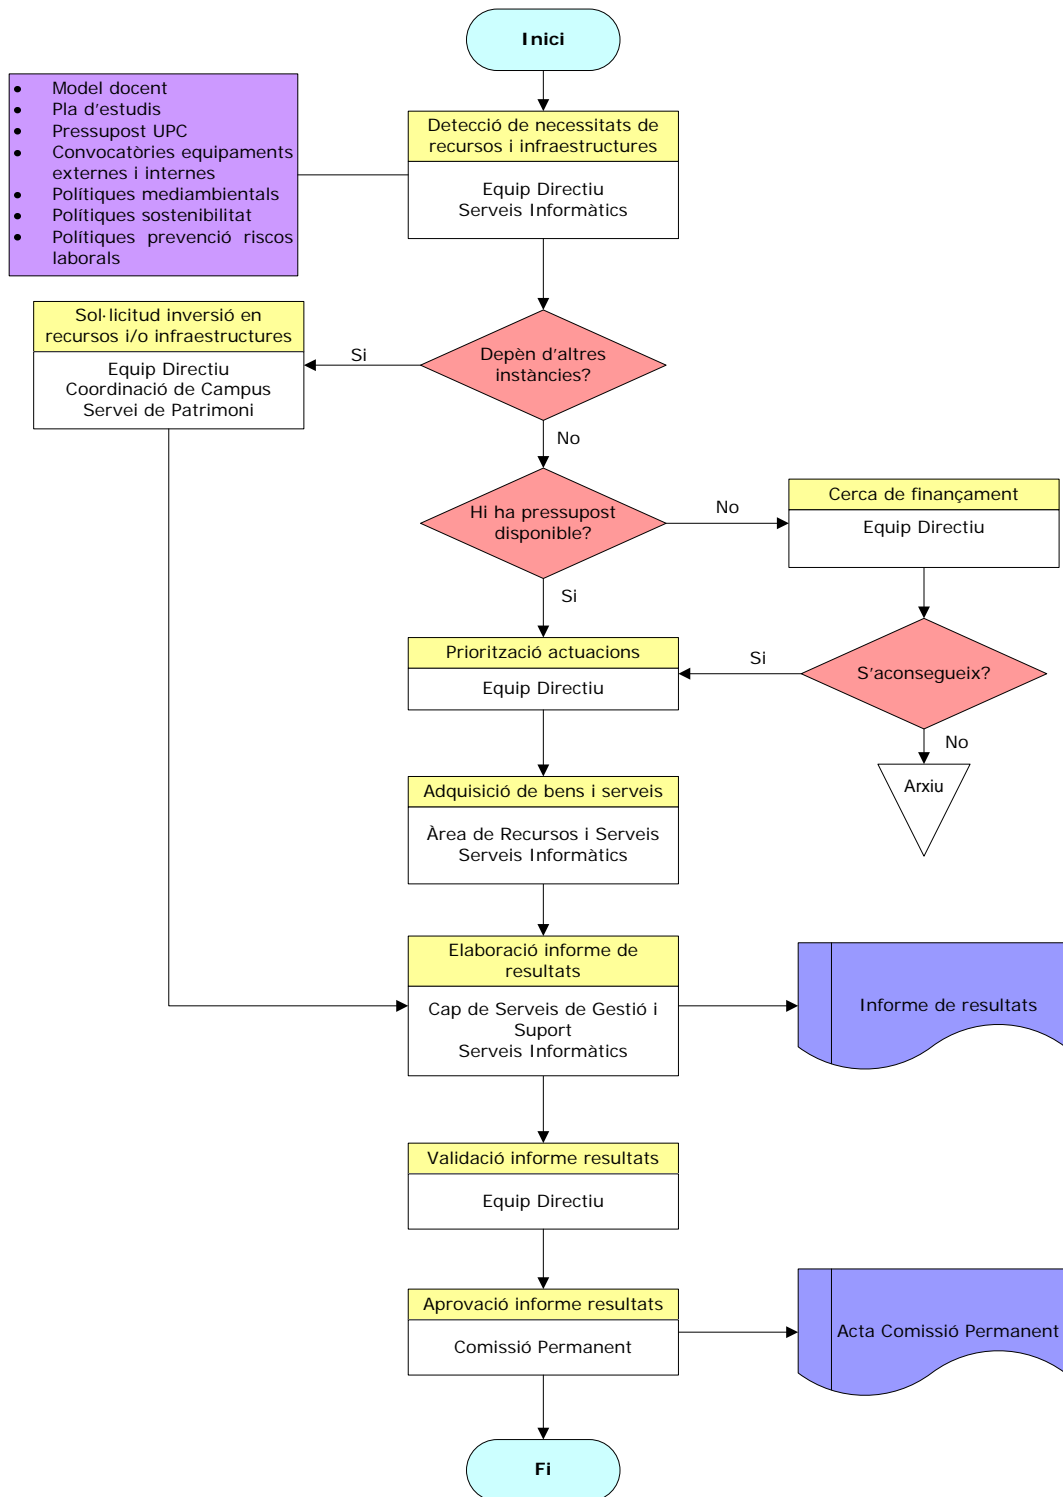 Inici
Model docent
Pla d'estudis
Pressupost UPC
Convocatòries equipaments
externes i internes
Polítiques mediambientals
Polítiques sostenibilitat
Polítiques prevenció riscos
laborals
Detecció de necessitats de
recursos i infraestructures
Equip Directiu
Serveis Informàtics
Sol·licitud inversió en
recursos i/o infraestructures
Equip Directiu
Coordinació de Campus
Servei de Patrimoni
Si
Depèn d'altres
instàncies?
No
Hi ha pressupost
disponible?
No
Cerca de finançament
Equip Directiu
Si
Priorització actuacions
Equip Directiu
Si
S'aconsegueix?
No
Arxiu
Adquisició de bens i serveis
Àrea de Recursos i Serveis
Serveis Informàtics
Elaboració informe de
resultats
Cap de Serveis de Gestió i
Suport
Serveis Informàtics
Informe de resultats
Validació informe resultats
Equip Directiu
Aprovació informe resultats
Comissió Permanent
Acta Comissió Permanent
Fi